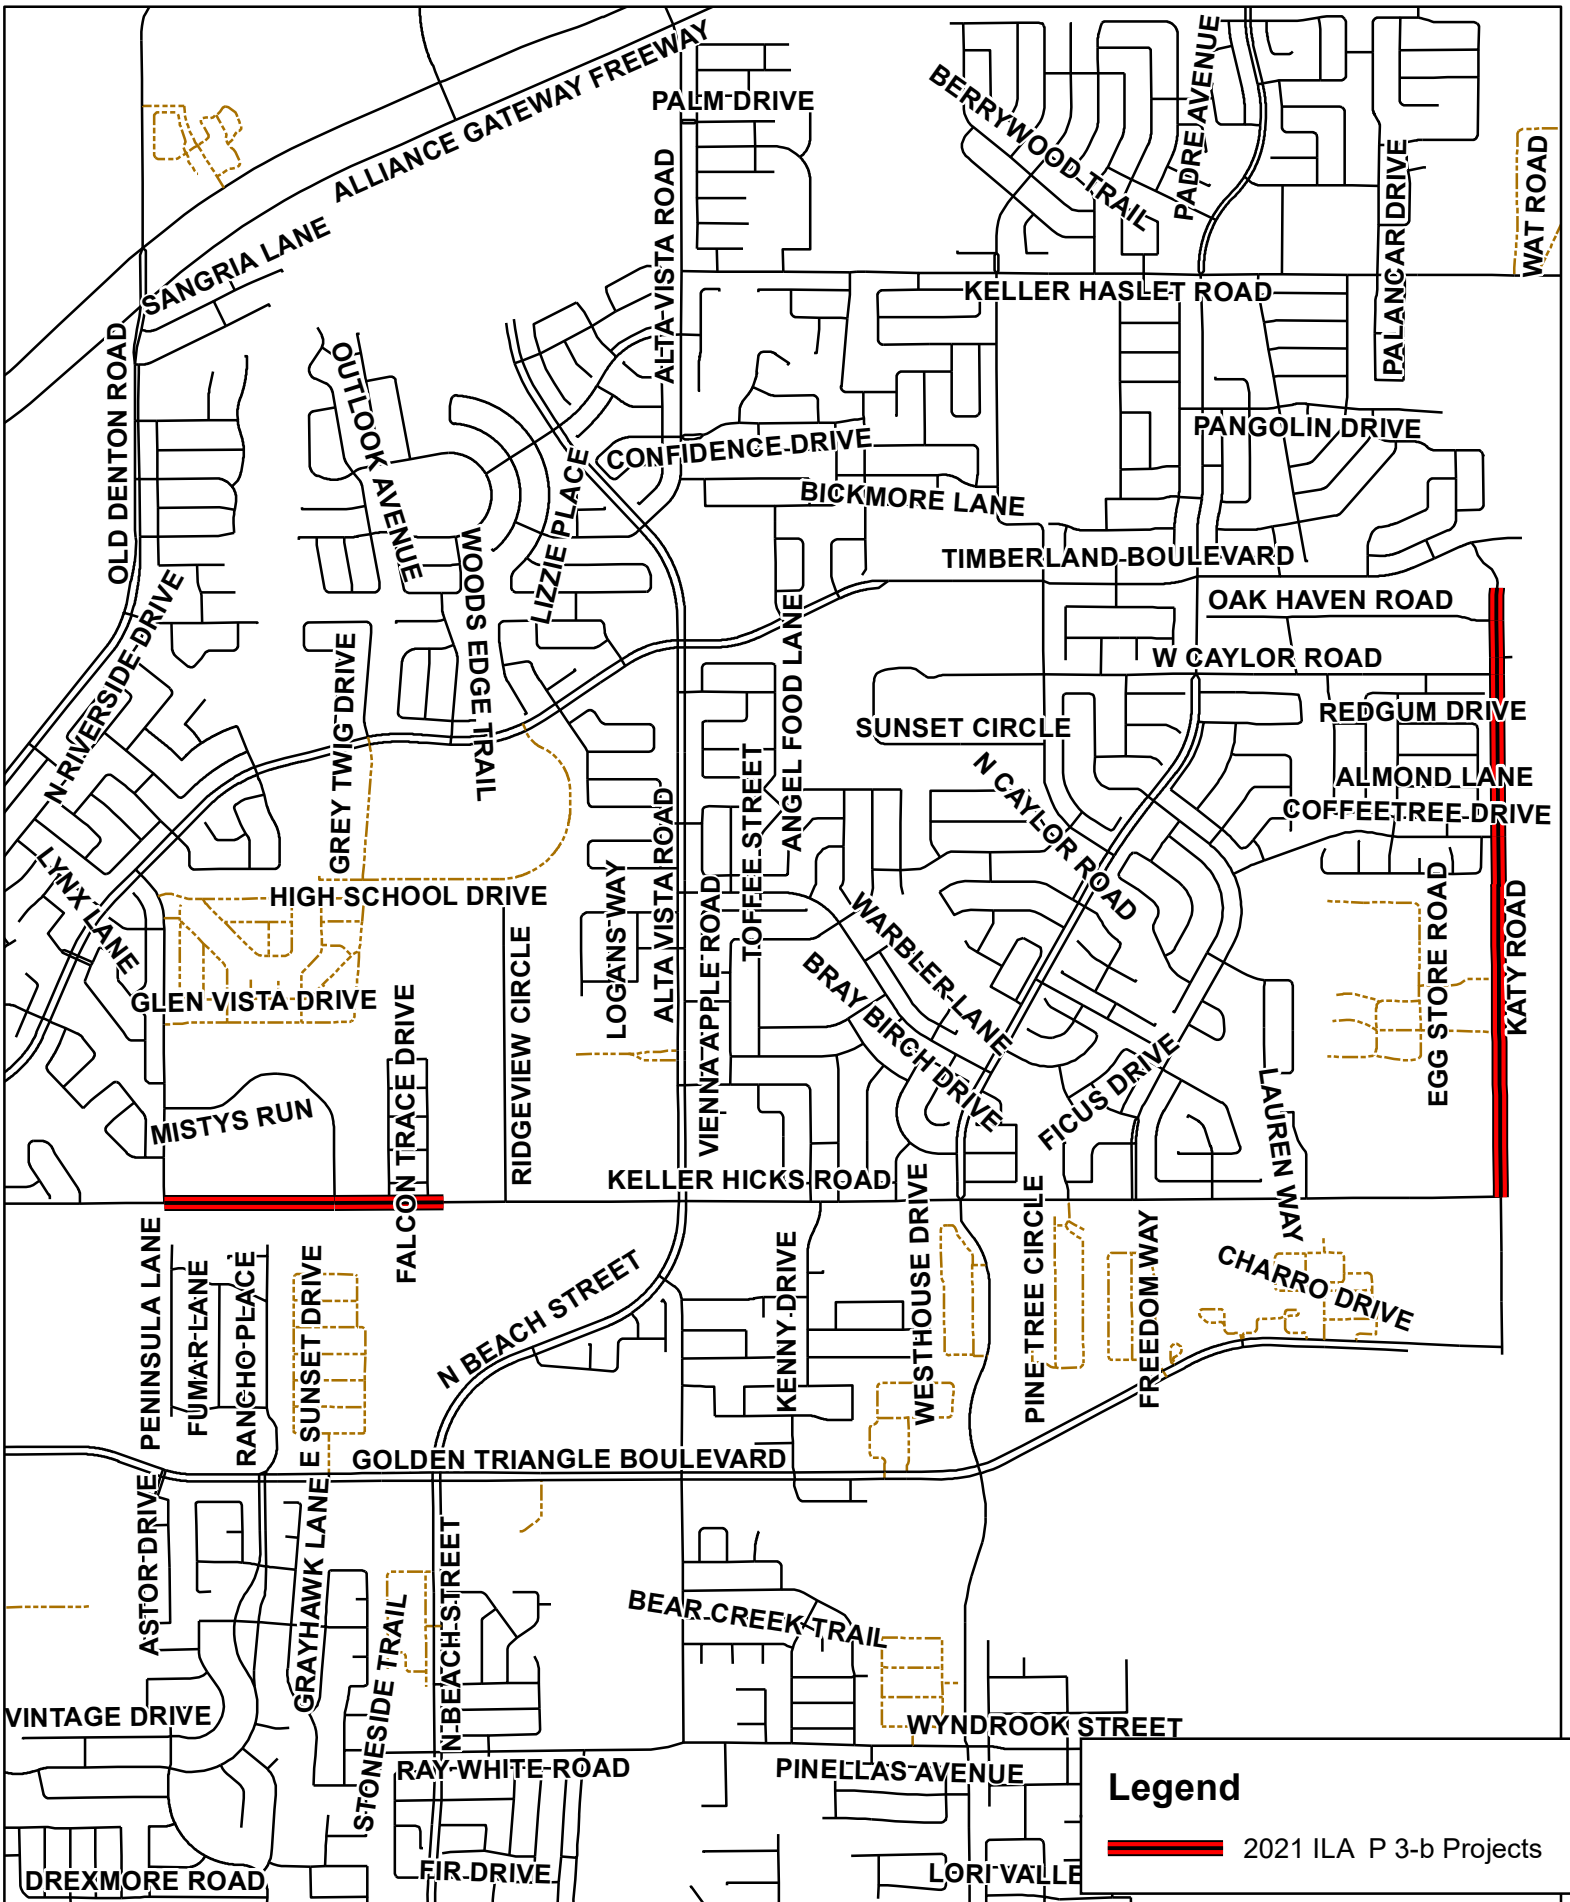 ALLIANCE GATEWAY FREEWAY
PALM DRIVE
BERRYWOOD TRAIL
PADRE AVENUE
PALANCAR DRIVE
WAT ROAD
ALTA VISTA ROAD
SANGRIA LANE
KELLER HASLET ROAD
OLD DENTON ROAD
OUTLOOK AVENUE
CONFIDENCE DRIVE
PANGOLIN DRIVE
BICKMORE LANE
LIZZIE PLACE
WOODS EDGE TRAIL
TIMBERLAND BOULEVARD
OAK HAVEN ROAD
N RIVERSIDE DRIVE
GREY TWIG DRIVE
ANGEL FOOD LANE
W CAYLOR ROAD
SUNSET CIRCLE
REDGUM DRIVE
N CAYLOR ROAD
ALMOND LANE
COFFEETREE DRIVE
TOFFEE STREET
ALTA VISTA ROAD
LYNX LANE
HIGH SCHOOL DRIVE
LOGANS WAY
VIENNA APPLE ROAD
WARBLER LANE
EGG STORE ROAD
KATY ROAD
RIDGEVIEW CIRCLE
BRAY BIRCH DRIVE
GLEN VISTA DRIVE
FALCON TRACE DRIVE
FICUS DRIVE
LAUREN WAY
MISTYS RUN
KELLER HICKS ROAD
WESTHOUSE DRIVE
PINE TREE CIRCLE
FREEDOM WAY
CHARRO DRIVE
PENINSULA LANE
FUMAR LANE
RANCHO PLACE
E SUNSET DRIVE
N BEACH STREET
KENNY DRIVE
GOLDEN TRIANGLE BOULEVARD
ASTOR DRIVE
GRAYHAWK LANE
STONESIDE TRAIL
N BEACH STREET
BEAR CREEK TRAIL
VINTAGE DRIVE
WYNDROOK STREET
RAY WHITE ROAD
PINELLAS AVENUE
DREXMORE ROAD
FIR DRIVE
LORI VALLE
Legend
2021 ILA  P 3-b Projects